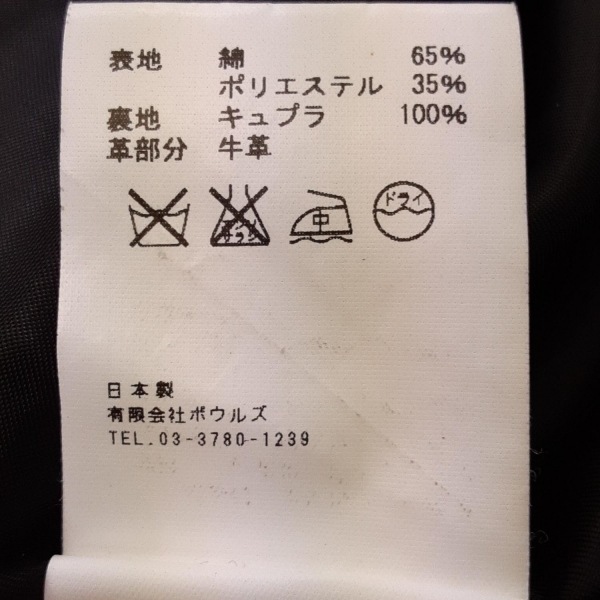 表地 綿 65%
ポリエステル 35%
裏地 キュプラ 100%
革部分 牛革
中 ドライ
日本製
有限会社ボウルズ
TEL.03-3780-1239